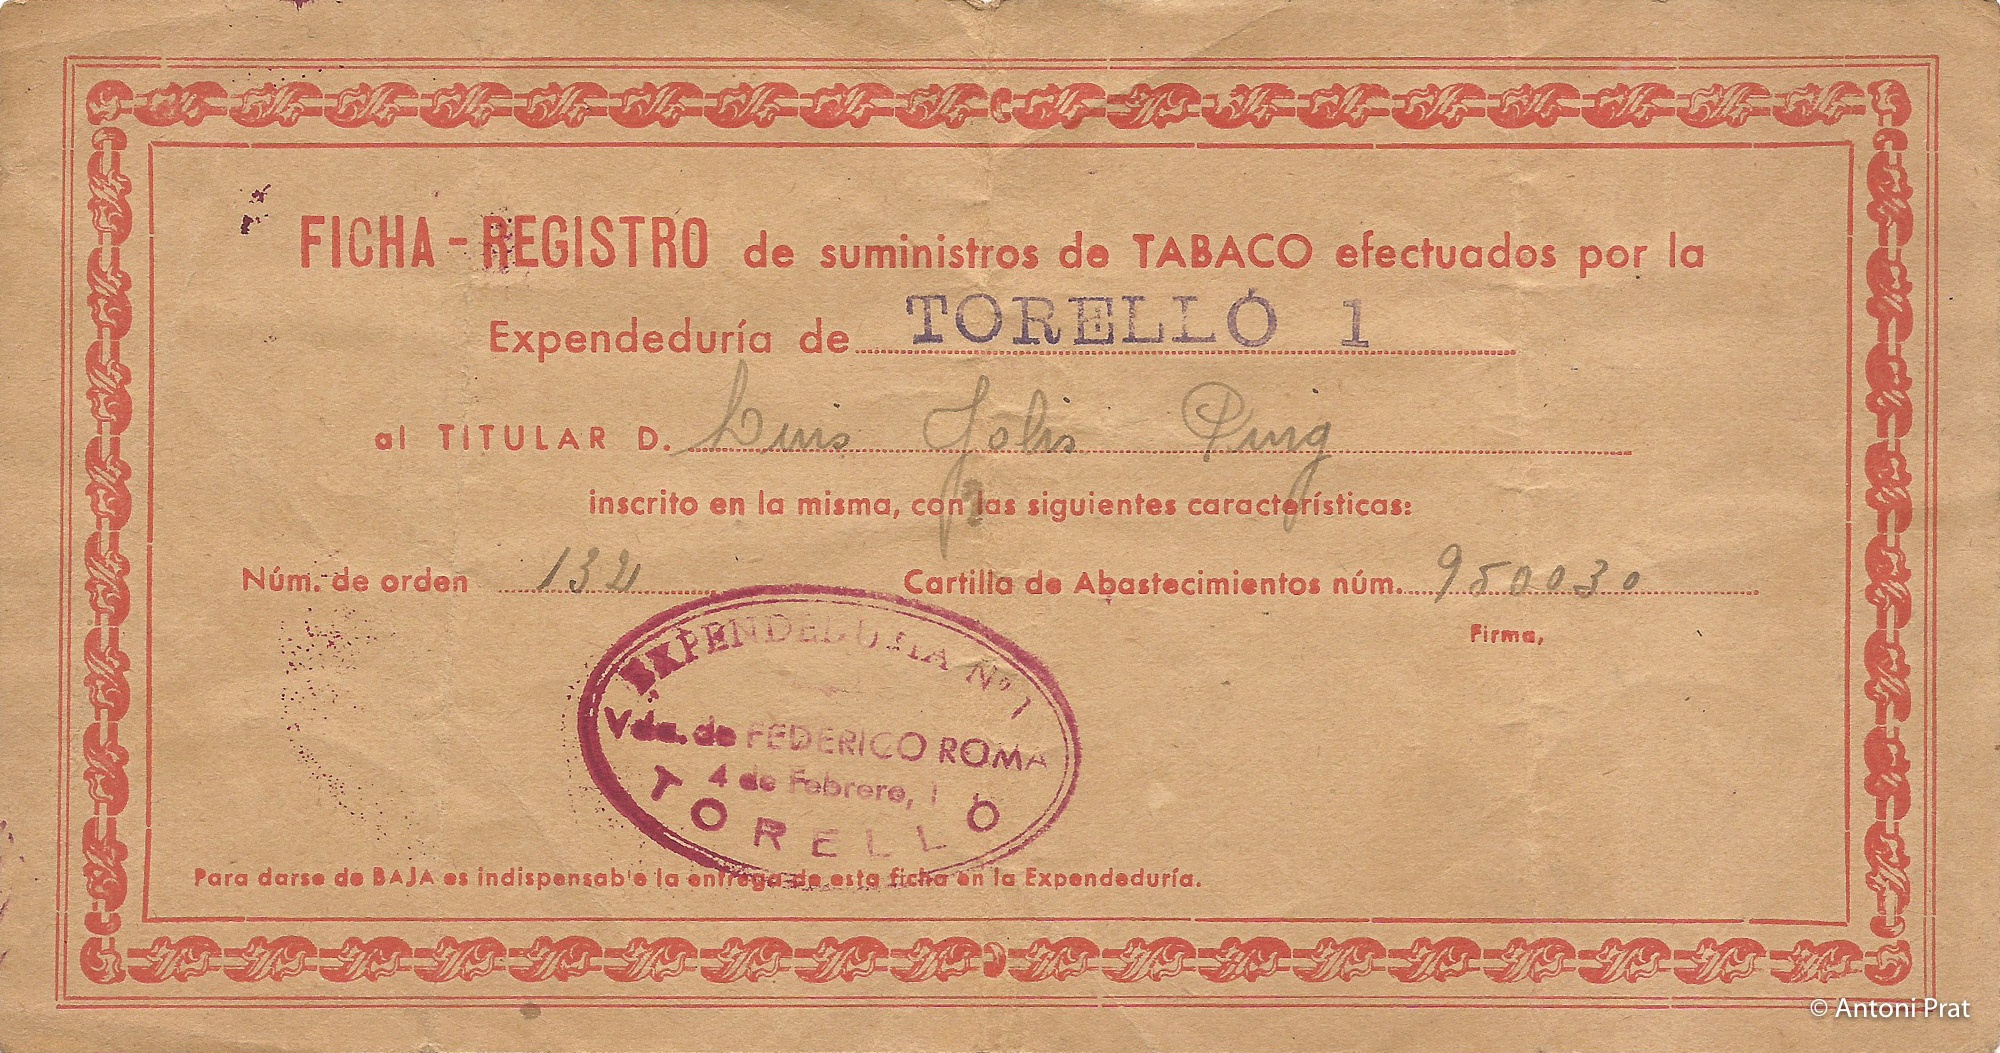 FICHA - REGISTRO de suministros de TABACO efectuados por la
Expendeduría de TORELLÓ 1
al TITULAR D. Luis Jolis Puig
inscrito en la misma, con las siguientes características:
Núm. de orden 132 Cartilla de Abastecimientos núm. 950030
Firma,
EXPENDEDURIA Nº 1
Vda. de FEDERICO ROMA
4 de Febrero, 1
TORELLÓ
Para darse de BAJA es indispensable la entrega de esta ficha en la Expendeduría.
© Antoni Prat